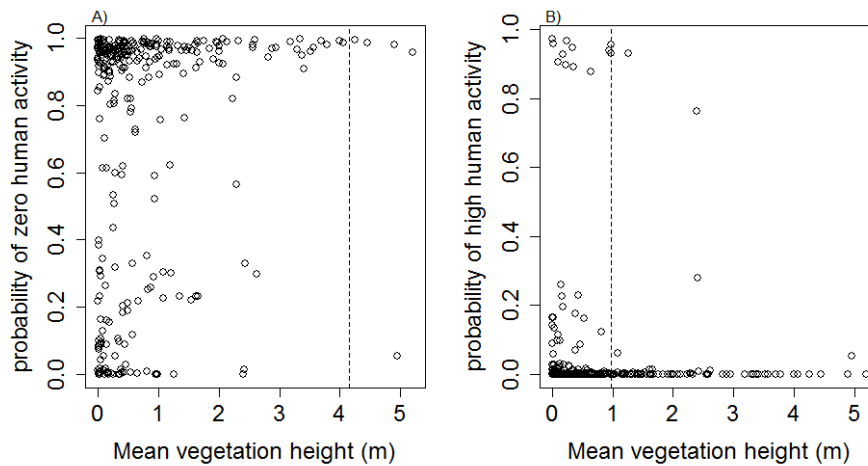 A)
probability of zero human activity
1.0
0.8
0.6
0.4
0.2
0.0
0 1 2 3 4 5
Mean vegetation height (m)
B)
probability of high human activity
1.0
0.8
0.6
0.4
0.2
0.0
0 1 2 3 4 5
Mean vegetation height (m)